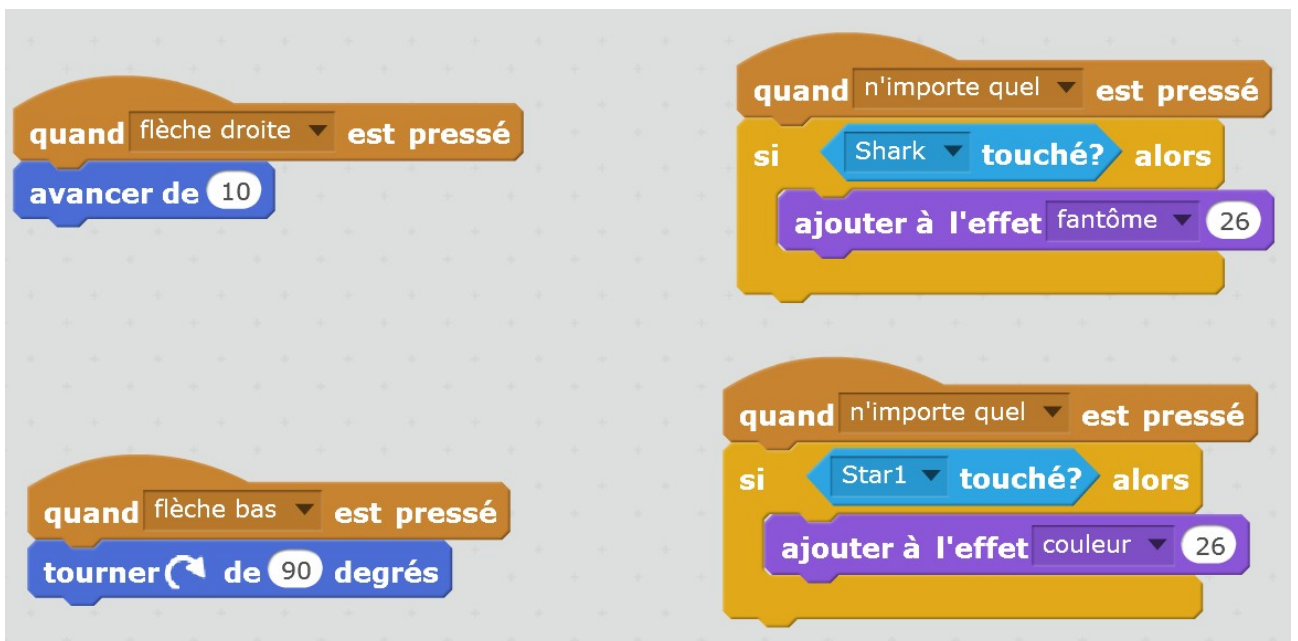 quand flèche droite est pressé
avancer de 10
quand flèche bas est pressé
tourner de 90 degrés
quand n'importe quel est pressé
si Shark touché? alors
ajouter à l'effet fantôme 26
quand n'importe quel est pressé
si Star1 touché? alors
ajouter à l'effet couleur 26